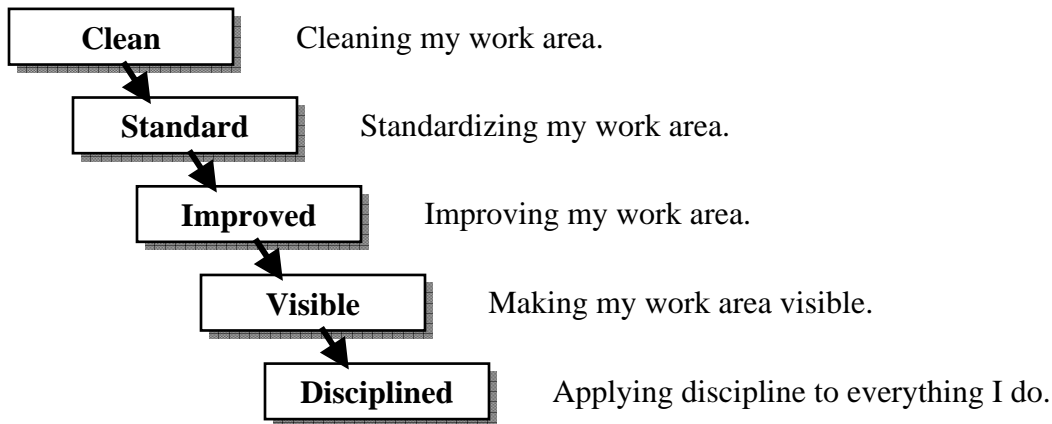 Clean Cleaning my work area.
Standard Standardizing my work area.
Improved Improving my work area.
Visible Making my work area visible.
Disciplined Applying discipline to everything I do.